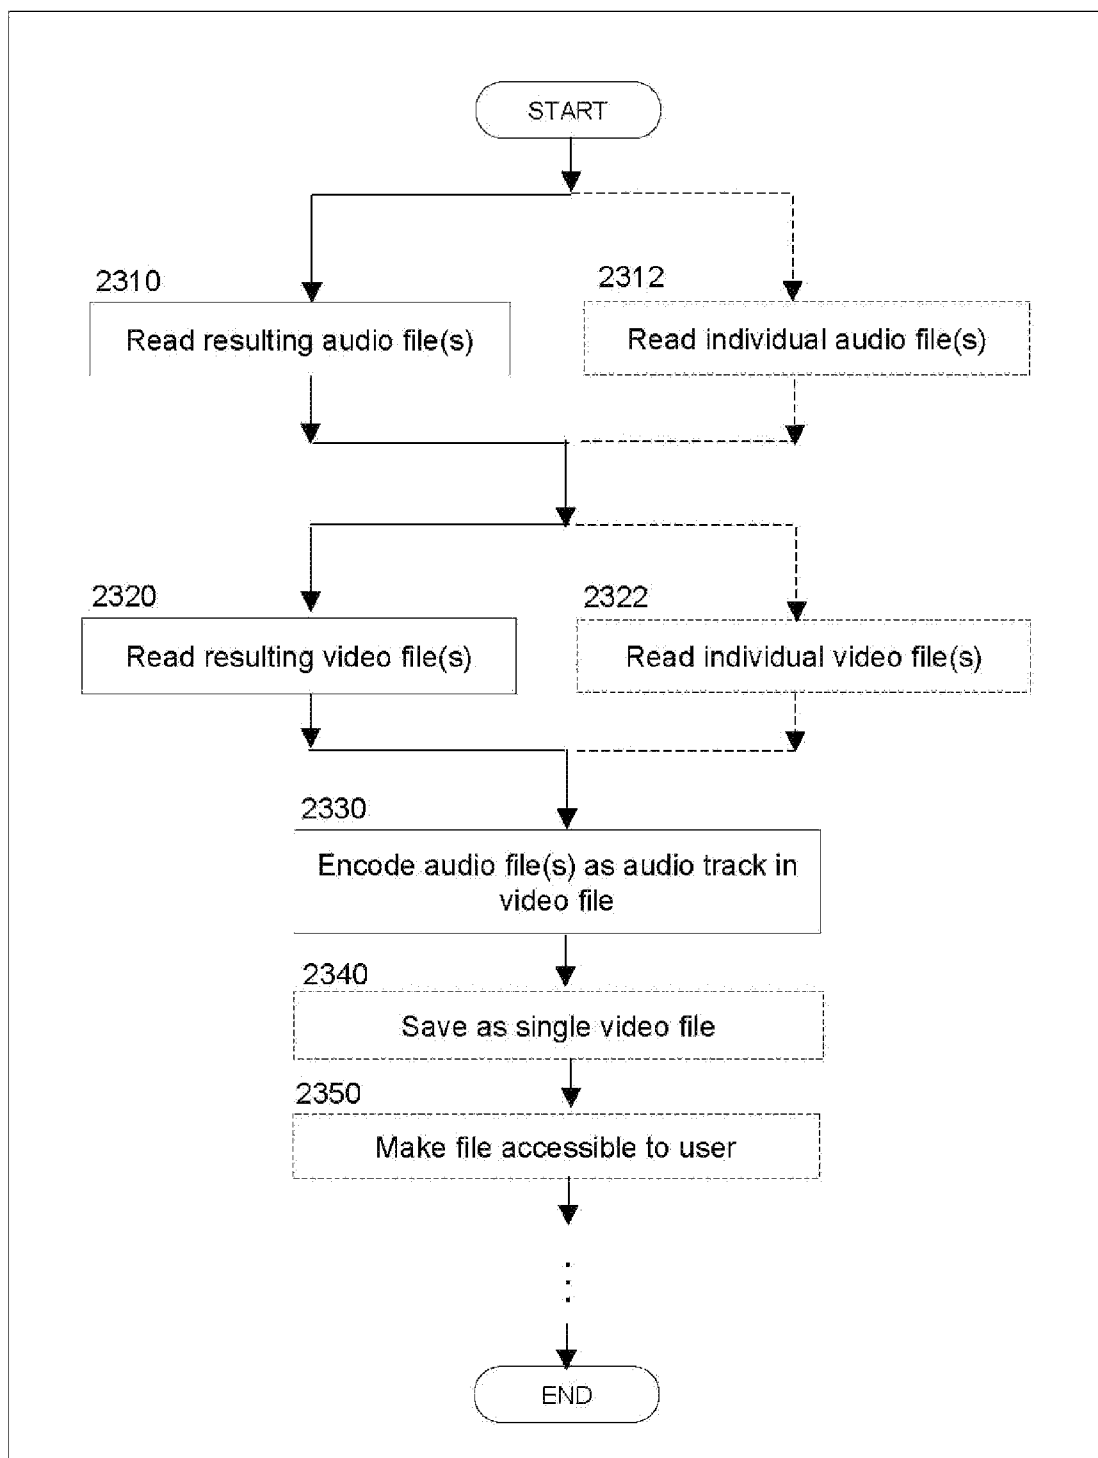 START
2310
2312
Read resulting audio file(s)
Read individual audio file(s)
2320
2322
Read resulting video file(s)
Read individual video file(s)
2330
Encode audio file(s) as audio track in
video file
2340
Save as single video file
2350
Make file accessible to user
END